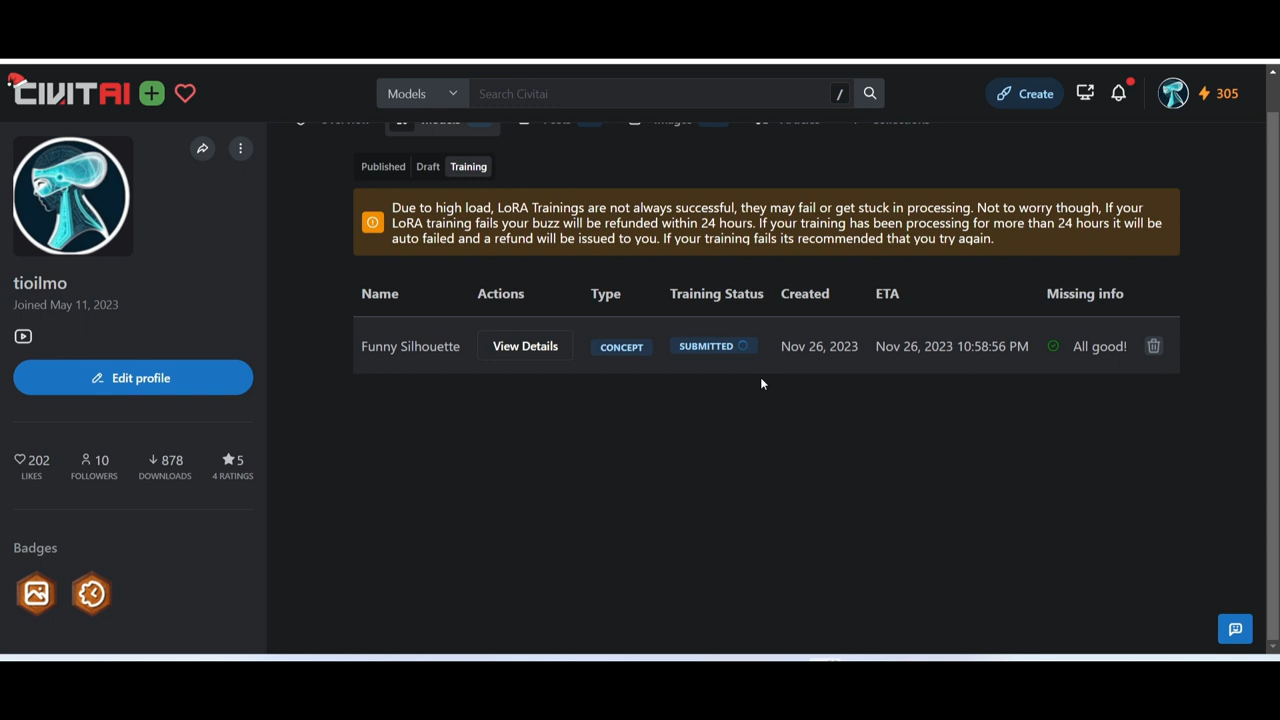 CIVITAI
Models
Search Civitai
/
Create
305
Published
Draft
Training
Due to high load, LoRA Trainings are not always successful, they may fail or get stuck in processing. Not to worry though, If your
LoRA training fails your buzz will be refunded within 24 hours. If your training has been processing for more than 24 hours it will be
auto failed and a refund will be issued to you. If your training fails its recommended that you try again.
tioilmo
Joined May 11, 2023
Name Actions Type Training Status Created ETA Missing info
Funny Silhouette View Details CONCEPT SUBMITTED Nov 26, 2023 Nov 26, 2023 10:58:56 PM All good!
Edit profile
202 10 878 5
LIKES FOLLOWERS DOWNLOADS 4 RATINGS
Badges